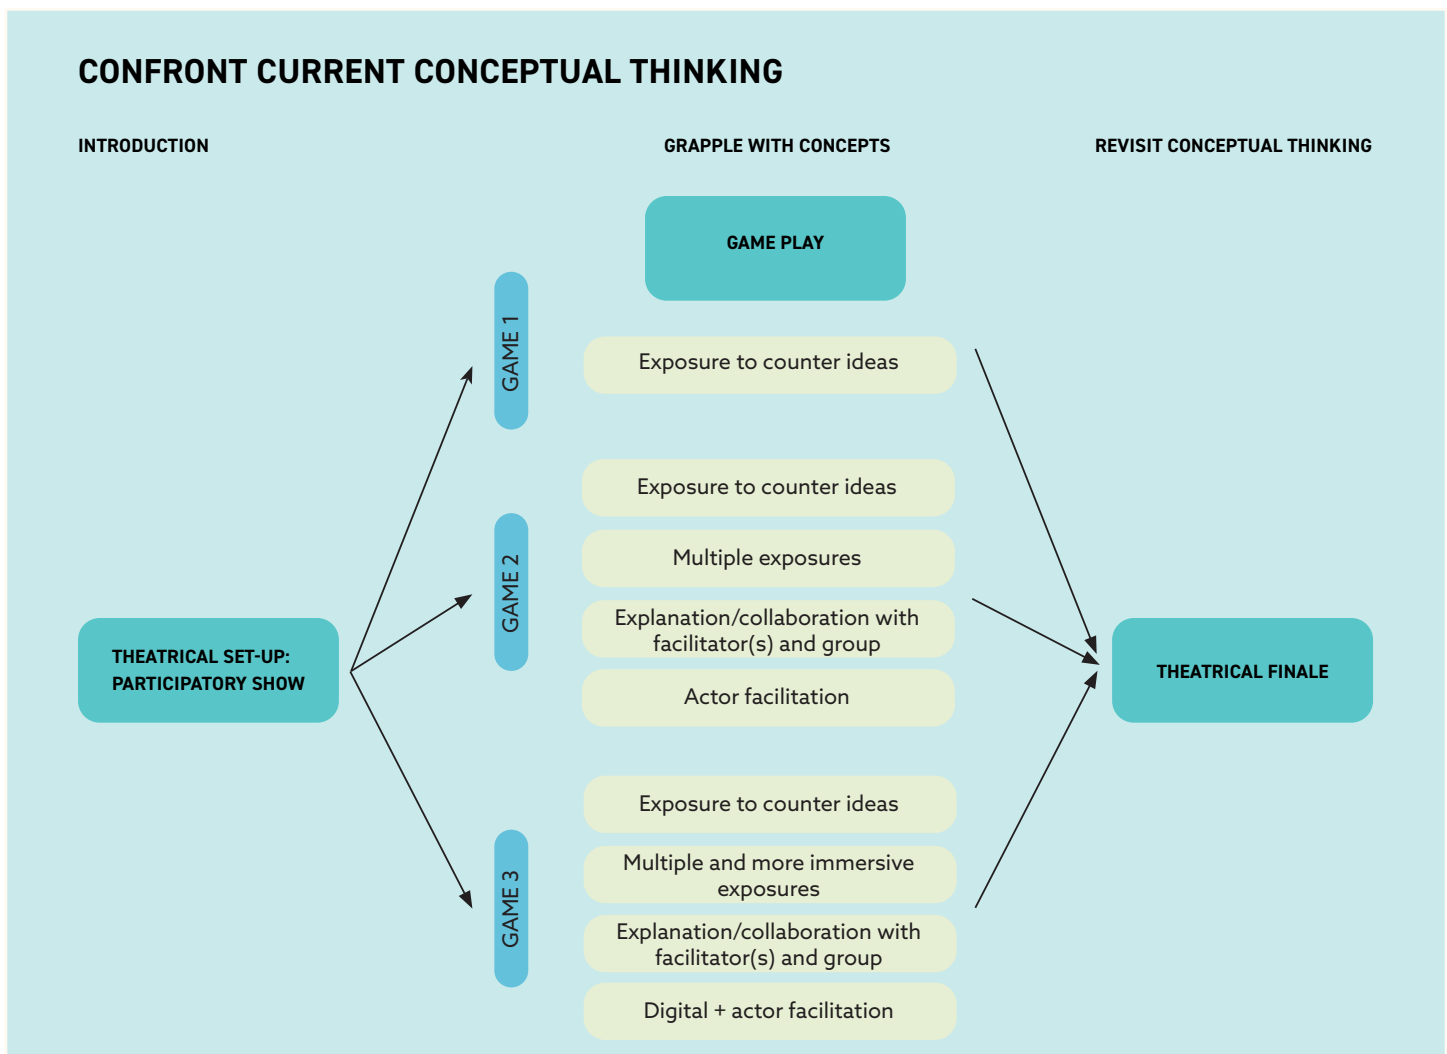 CONFRONT CURRENT CONCEPTUAL THINKING
INTRODUCTION
GRAPPLE WITH CONCEPTS
REVISIT CONCEPTUAL THINKING
GAME PLAY
GAME 1
Exposure to counter ideas
GAME 2
Exposure to counter ideas
Multiple exposures
Explanation/collaboration with
facilitator(s) and group
Actor facilitation
THEATRICAL SET-UP:
PARTICIPATORY SHOW
THEATRICAL FINALE
GAME 3
Exposure to counter ideas
Multiple and more immersive
exposures
Explanation/collaboration with
facilitator(s) and group
Digital + actor facilitation